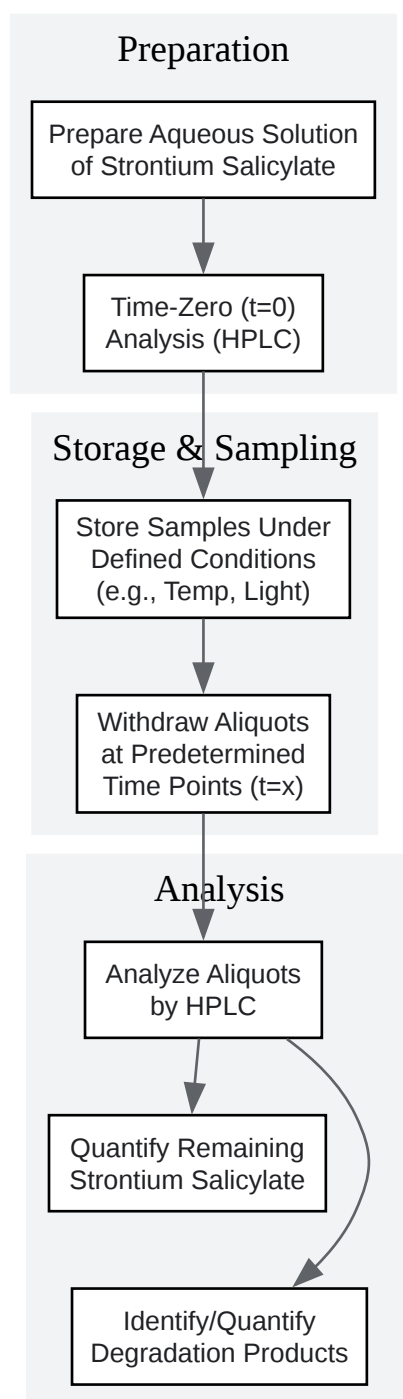 Preparation
Prepare Aqueous Solution
of Strontium Salicylate
Time-Zero (t=0)
Analysis (HPLC)
Storage & Sampling
Store Samples Under
Defined Conditions
(e.g., Temp, Light)
Withdraw Aliquots
at Predetermined
Time Points (t=x)
Analysis
Analyze Aliquots
by HPLC
Quantify Remaining
Strontium Salicylate
Identify/Quantify
Degradation Products